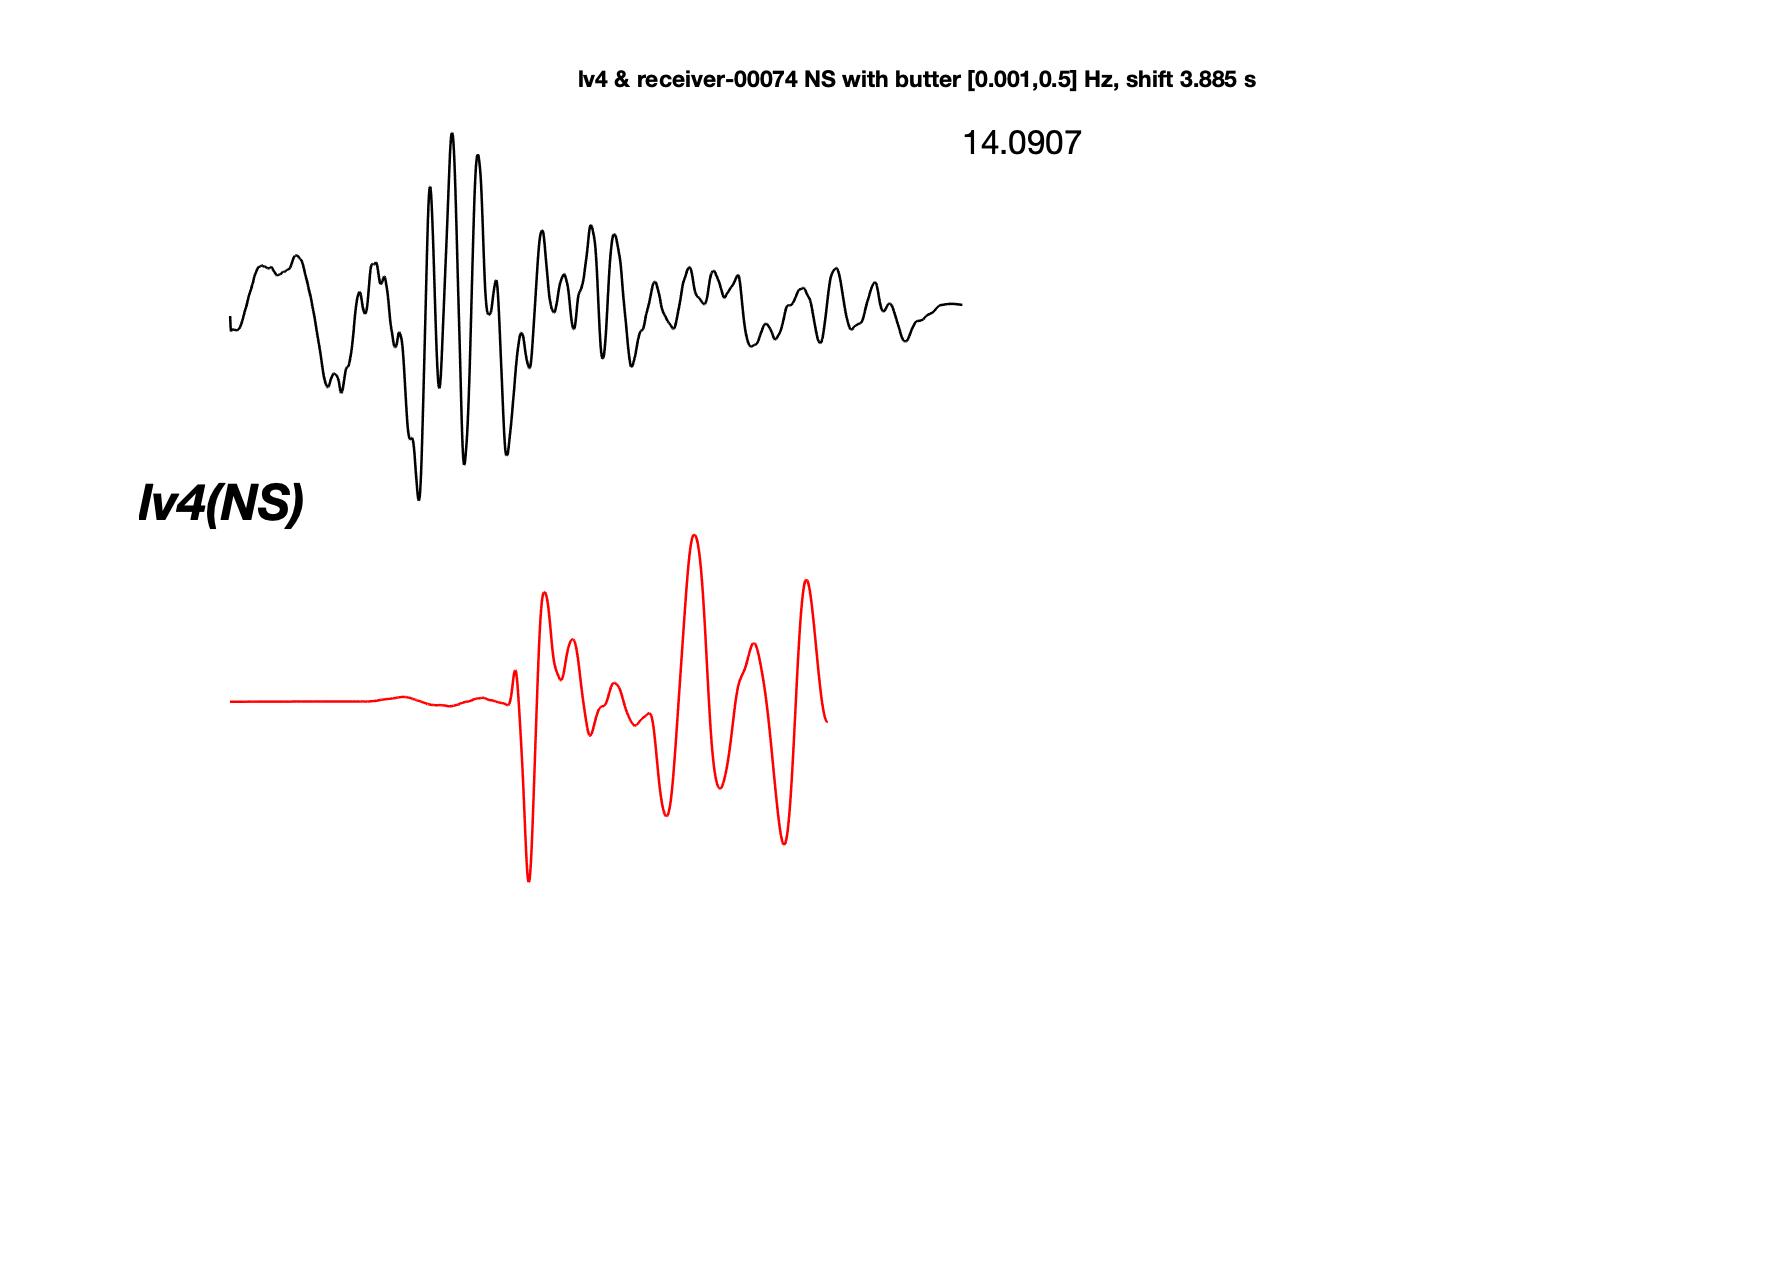 lv4 & receiver-00074 NS with butter [0.001,0.5] Hz, shift 3.885 s
14.0907
lv4(NS)